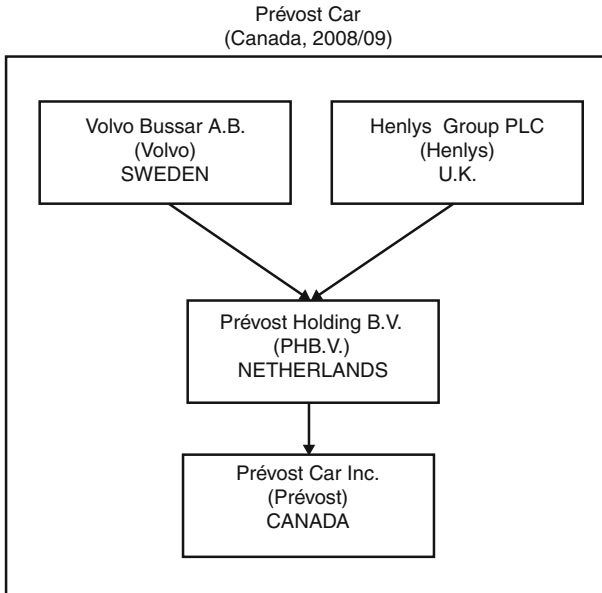 Prévost Car
(Canada, 2008/09)
Volvo Bussar A.B.
(Volvo)
SWEDEN
Henlys Group PLC
(Henlys)
U.K.
Prévost Holding B.V.
(PHB.V.)
NETHERLANDS
Prévost Car Inc.
(Prévost)
CANADA